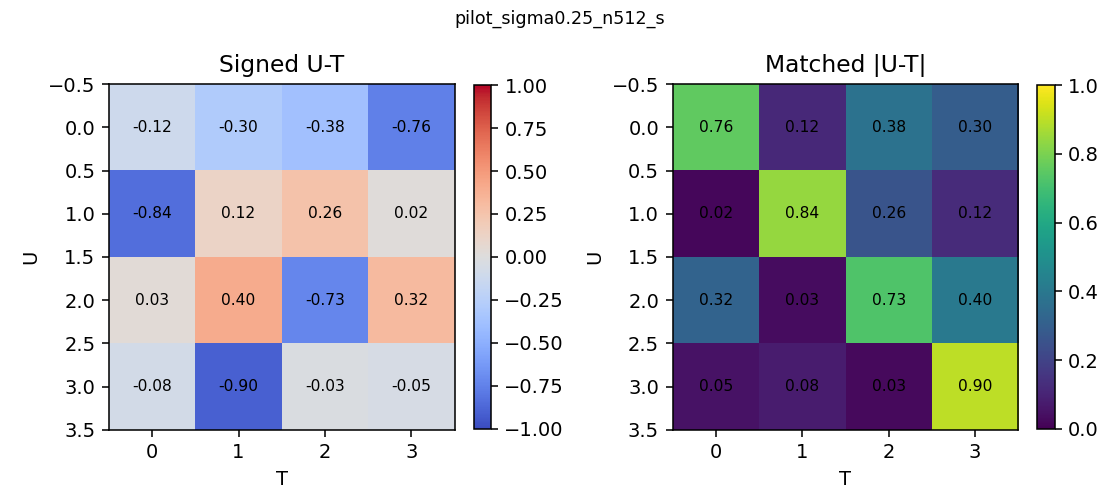 pilot_sigma0.25_n512_s
Signed U-T
−0.5
0.0
0.5
1.0
1.5
2.0
2.5
3.0
3.5
U
-0.12 -0.30 -0.38 -0.76
-0.84 0.12 0.26 0.02
0.03 0.40 -0.73 0.32
-0.08 -0.90 -0.03 -0.05
0 1 2 3
T
1.00
0.75
0.50
0.25
0.00
−0.25
−0.50
−0.75
−1.00
Matched |U-T|
−0.5
0.0
0.5
1.0
1.5
2.0
2.5
3.0
3.5
U
0.76 0.12 0.38 0.30
0.02 0.84 0.26 0.12
0.32 0.03 0.73 0.40
0.05 0.08 0.03 0.90
0 1 2 3
T
1.0
0.8
0.6
0.4
0.2
0.0